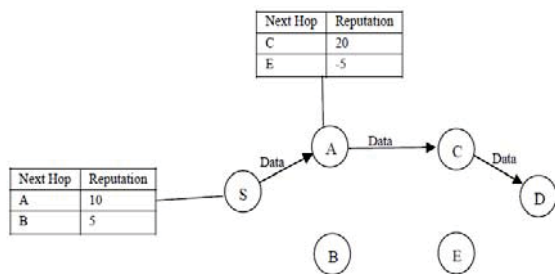 Next Hop Reputation
C 20
E -5
Data
A
Data
C
Data
D
Next Hop Reputation
A 10
B 5
S
B
E